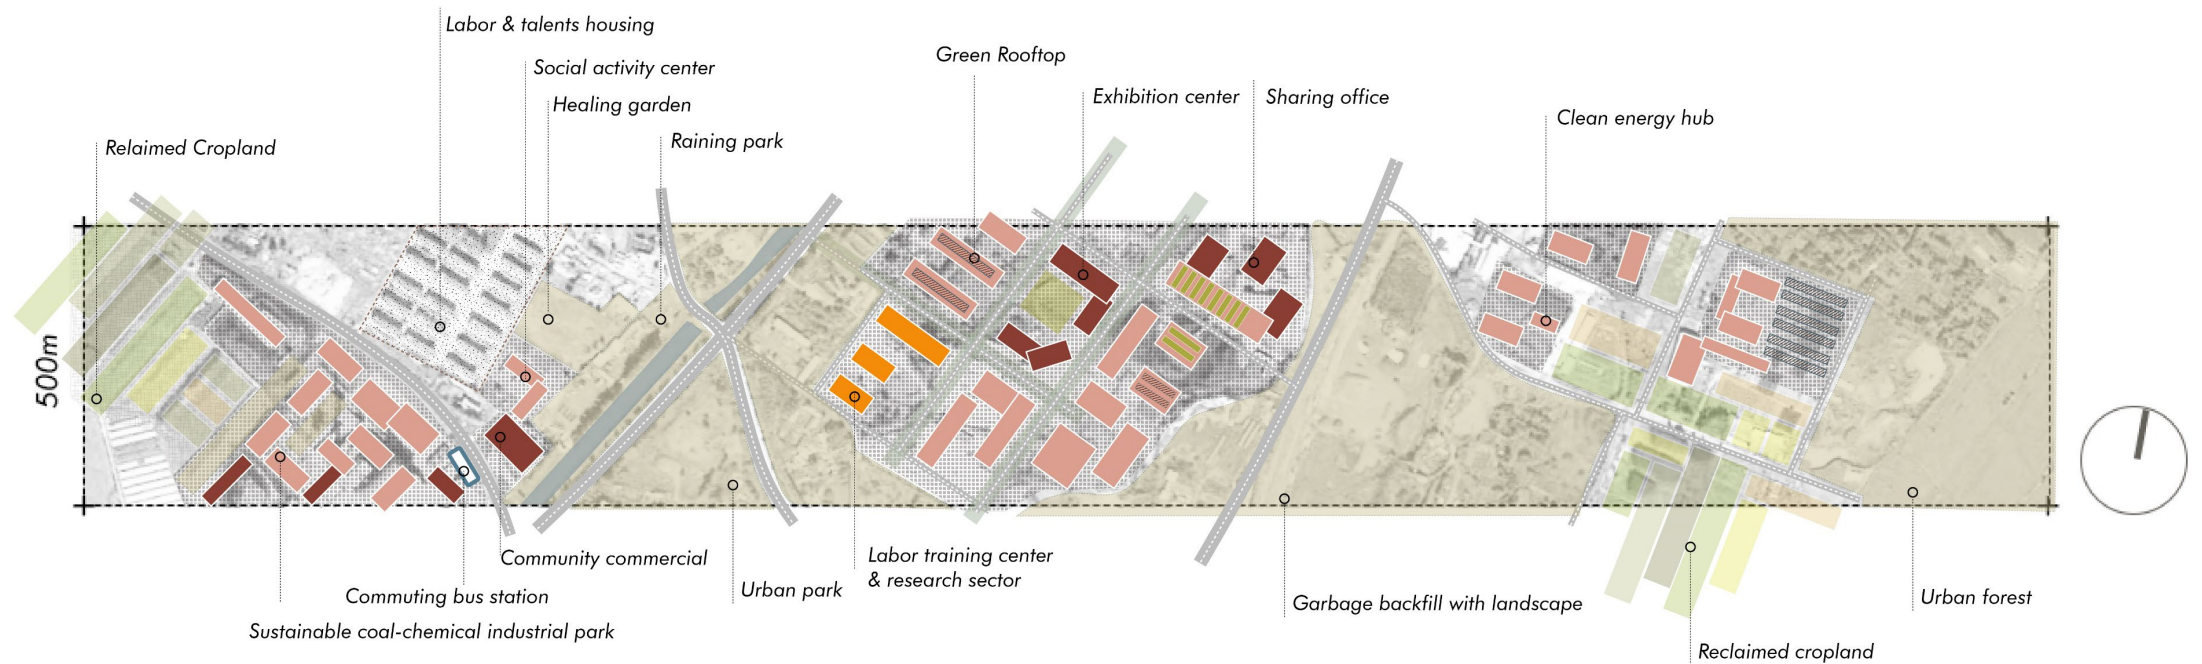 Labor & talents housing
Social activity center
Healing garden
Relaimed Cropland
Raining park
Green Rooftop
Exhibition center
Sharing office
Clean energy hub
500m
Community commercial
Commuting bus station
Sustainable coal-chemical industrial park
Urban park
Labor training center
& research sector
Garbage backfill with landscape
Urban forest
Reclaimed cropland